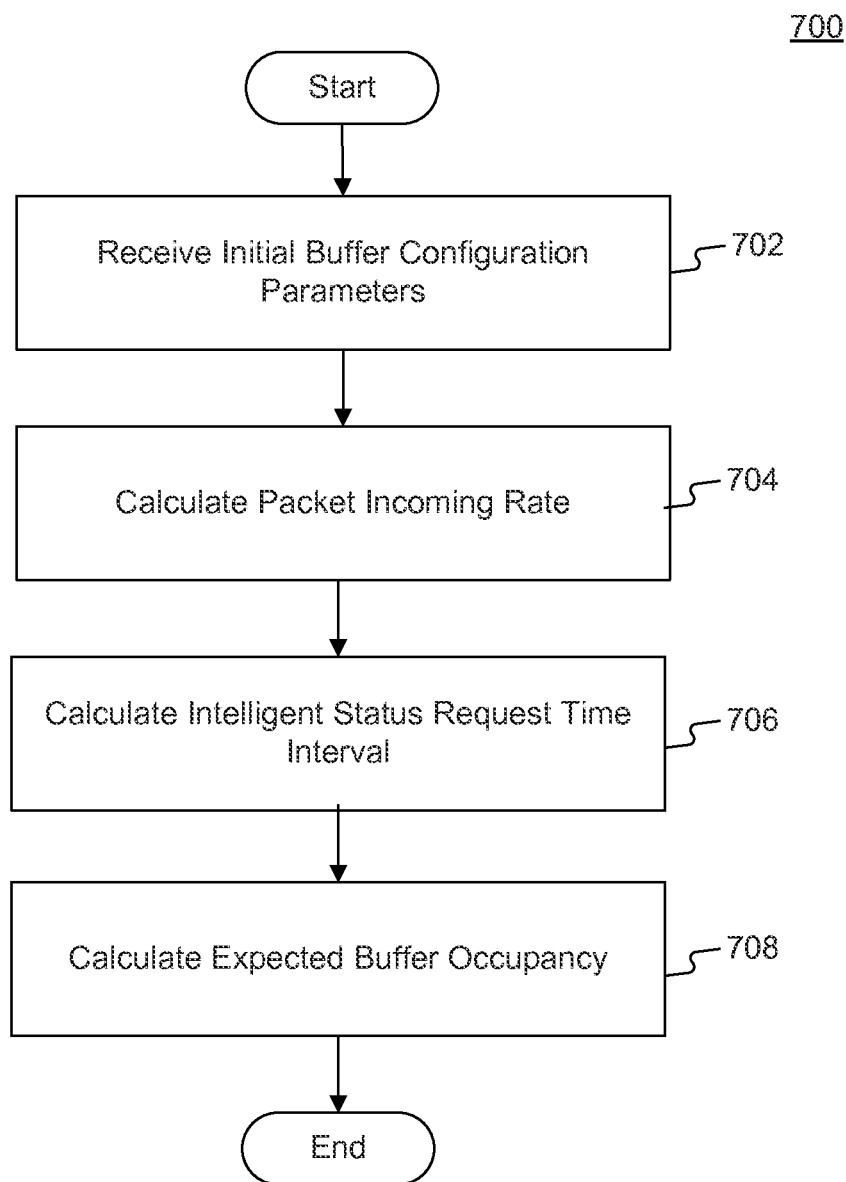 700
Start
Receive Initial Buffer Configuration
Parameters
702
Calculate Packet Incoming Rate
704
Calculate Intelligent Status Request Time
Interval
706
Calculate Expected Buffer Occupancy
708
End